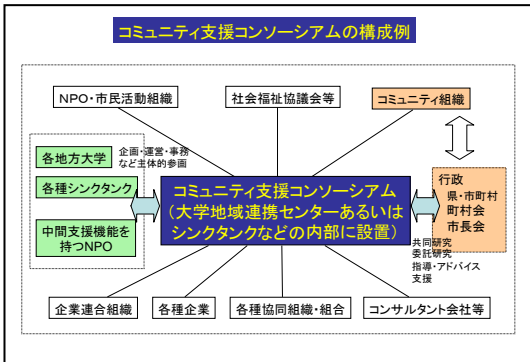 コミュニティ支援コンソーシアムの構成例
NPO・市民活動組織
社会福祉協議会等
コミュニティ組織
各地方大学
企画・運営・事務
など主体的参画
各種シンクタンク
中間支援機能を
持つNPO
コミュニティ支援コンソーシアム
(大学地域連携センターあるいは
シンクタンクなどの内部に設置)
行政
県・市町村
町村会
市長会
共同研究
委託研究
指導・アドバイス
支援
企業連合組織
各種企業
各種協同組織・組合
コンサルタント会社等